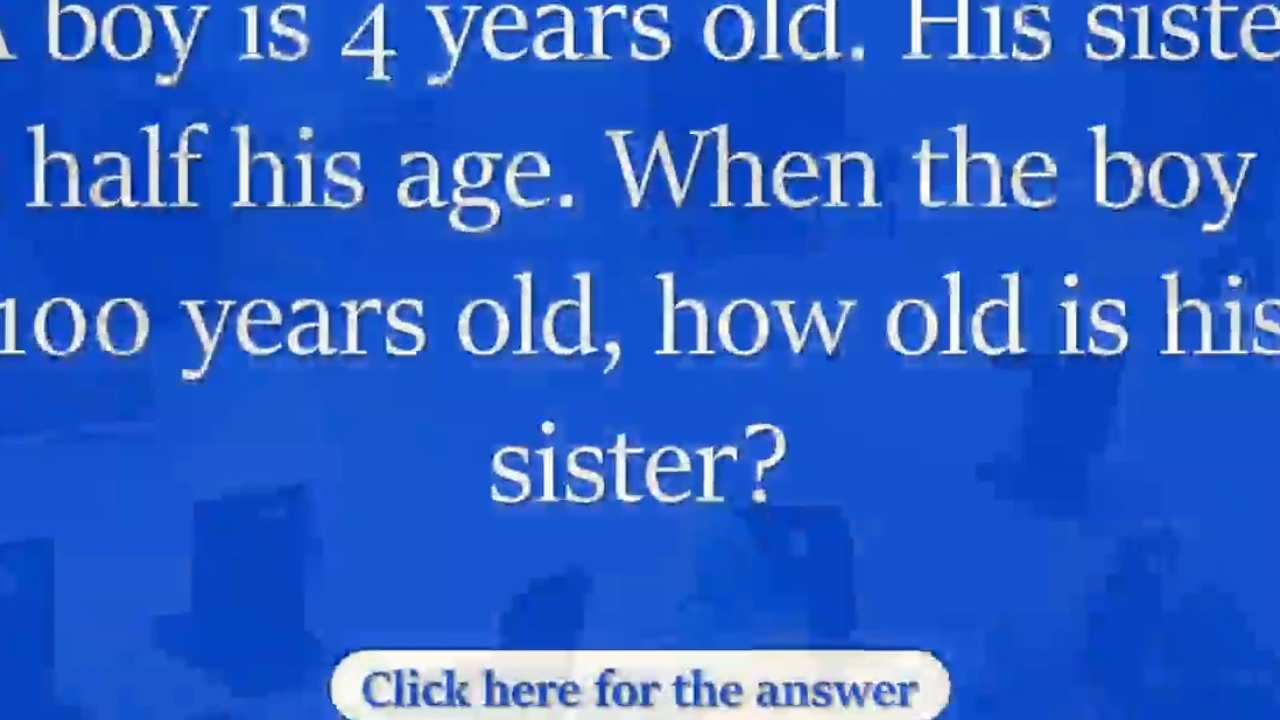 A boy is 4 years old. His siste
half his age. When the boy
100 years old, how old is his
sister?
Click here for the answer